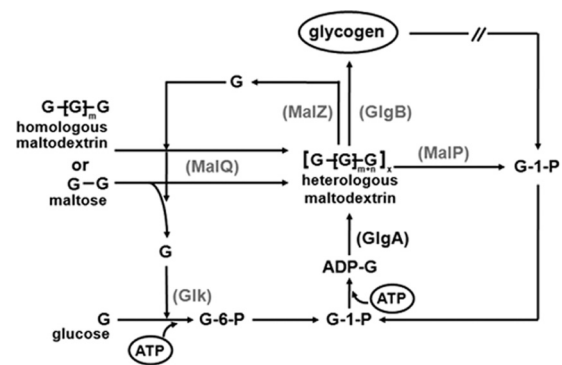 glycogen
G
G-[G]ₘ-G
homologous
maltodextrin
or
G-G
maltose
(MalZ)
(GlgB)
(MalQ)
[G-[G]-G]ₓ
m+n
heterologous
maltodextrin
(MalP)
G-1-P
(GlgA)
ADP-G
G
(Glk)
ATP
G
glucose
ATP
G-6-P
G-1-P